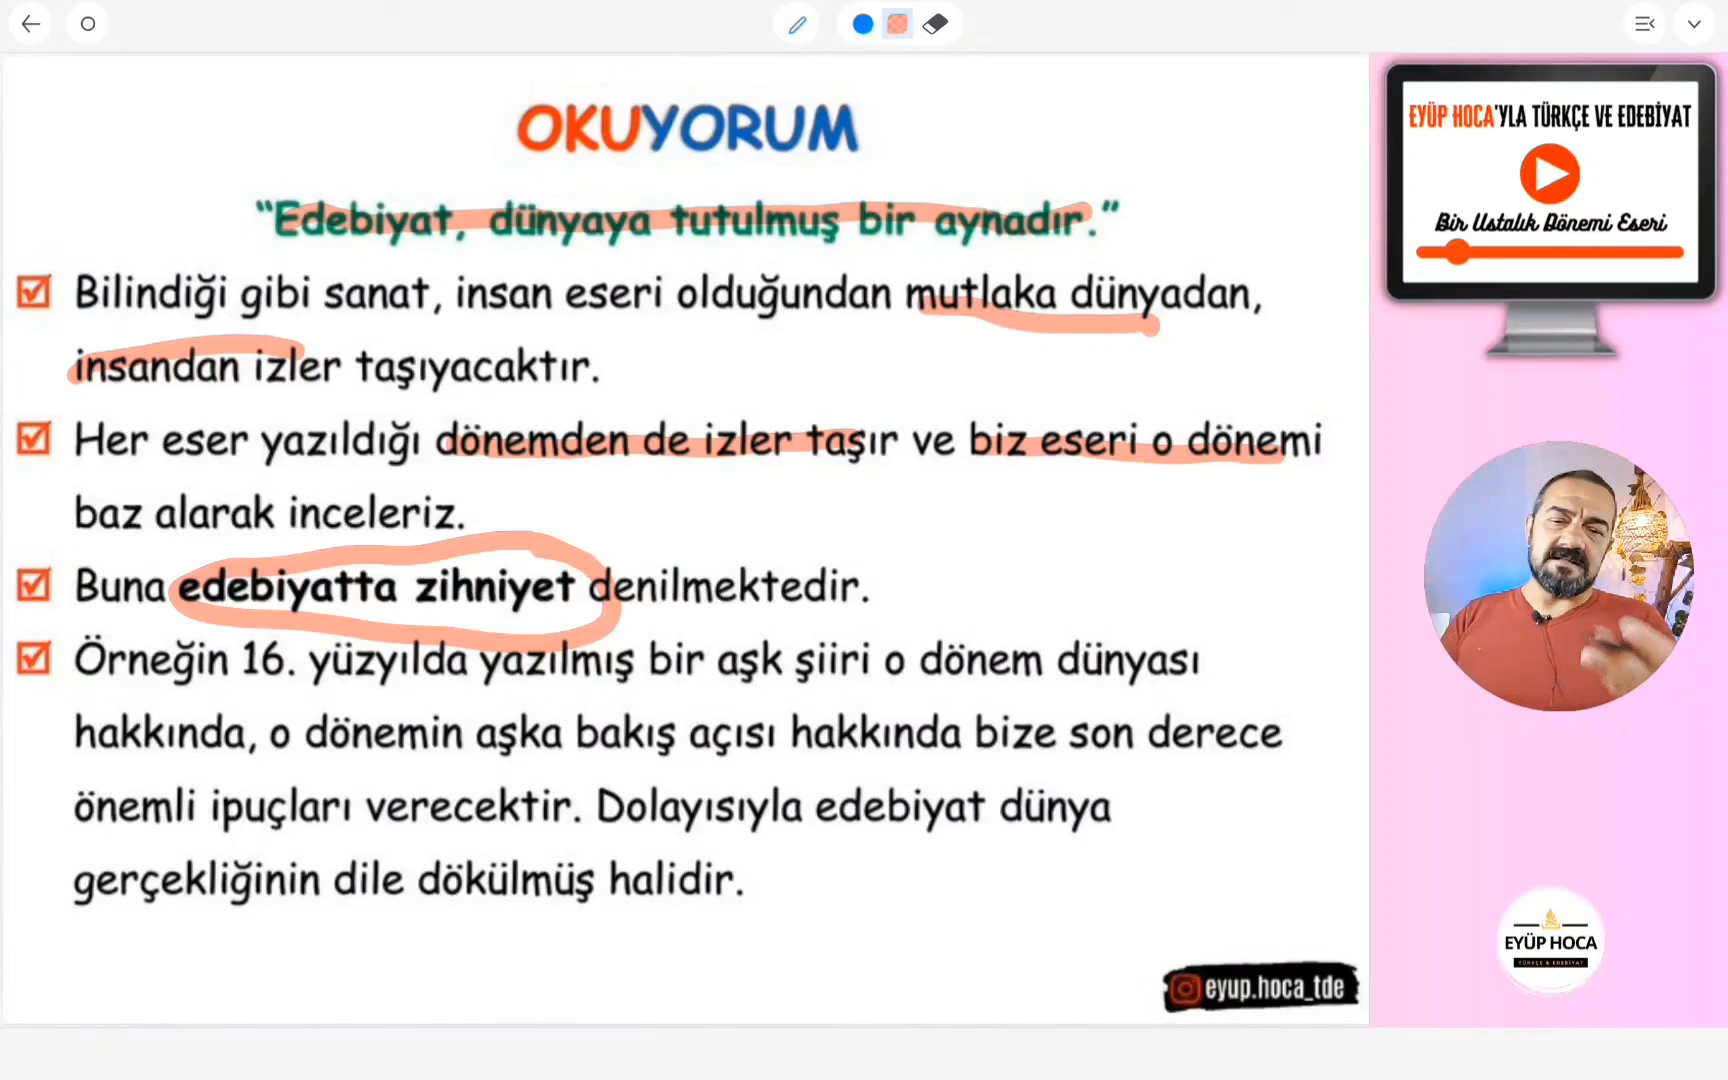 OKUYORUM
“Edebiyat, dünyaya tutulmuş bir aynadır.”
Bilindiği gibi sanat, insan eseri olduğundan mutlaka dünyadan,
insandan izler taşıyacaktır.
Her eser yazıldığı dönemden de izler taşır ve biz eseri o dönemi
baz alarak inceleriz.
Buna edebiyatta zihniyet denilmektedir.
Örneğin 16. yüzyılda yazılmış bir aşk şiiri o dönem dünyası
hakkında, o dönemin aşka bakış açısı hakkında bize son derece
önemli ipuçları verecektir. Dolayısıyla edebiyat dünya
gerçekliğinin dile dökülmüş halidir.
eyup.hoca_tde
EYÜP HOCA'YLA TÜRKÇE VE EDEBİYAT
Bir Ustalık Dönemi Eseri
EYÜP HOCA
TÜRKÇE & EDEBİYAT